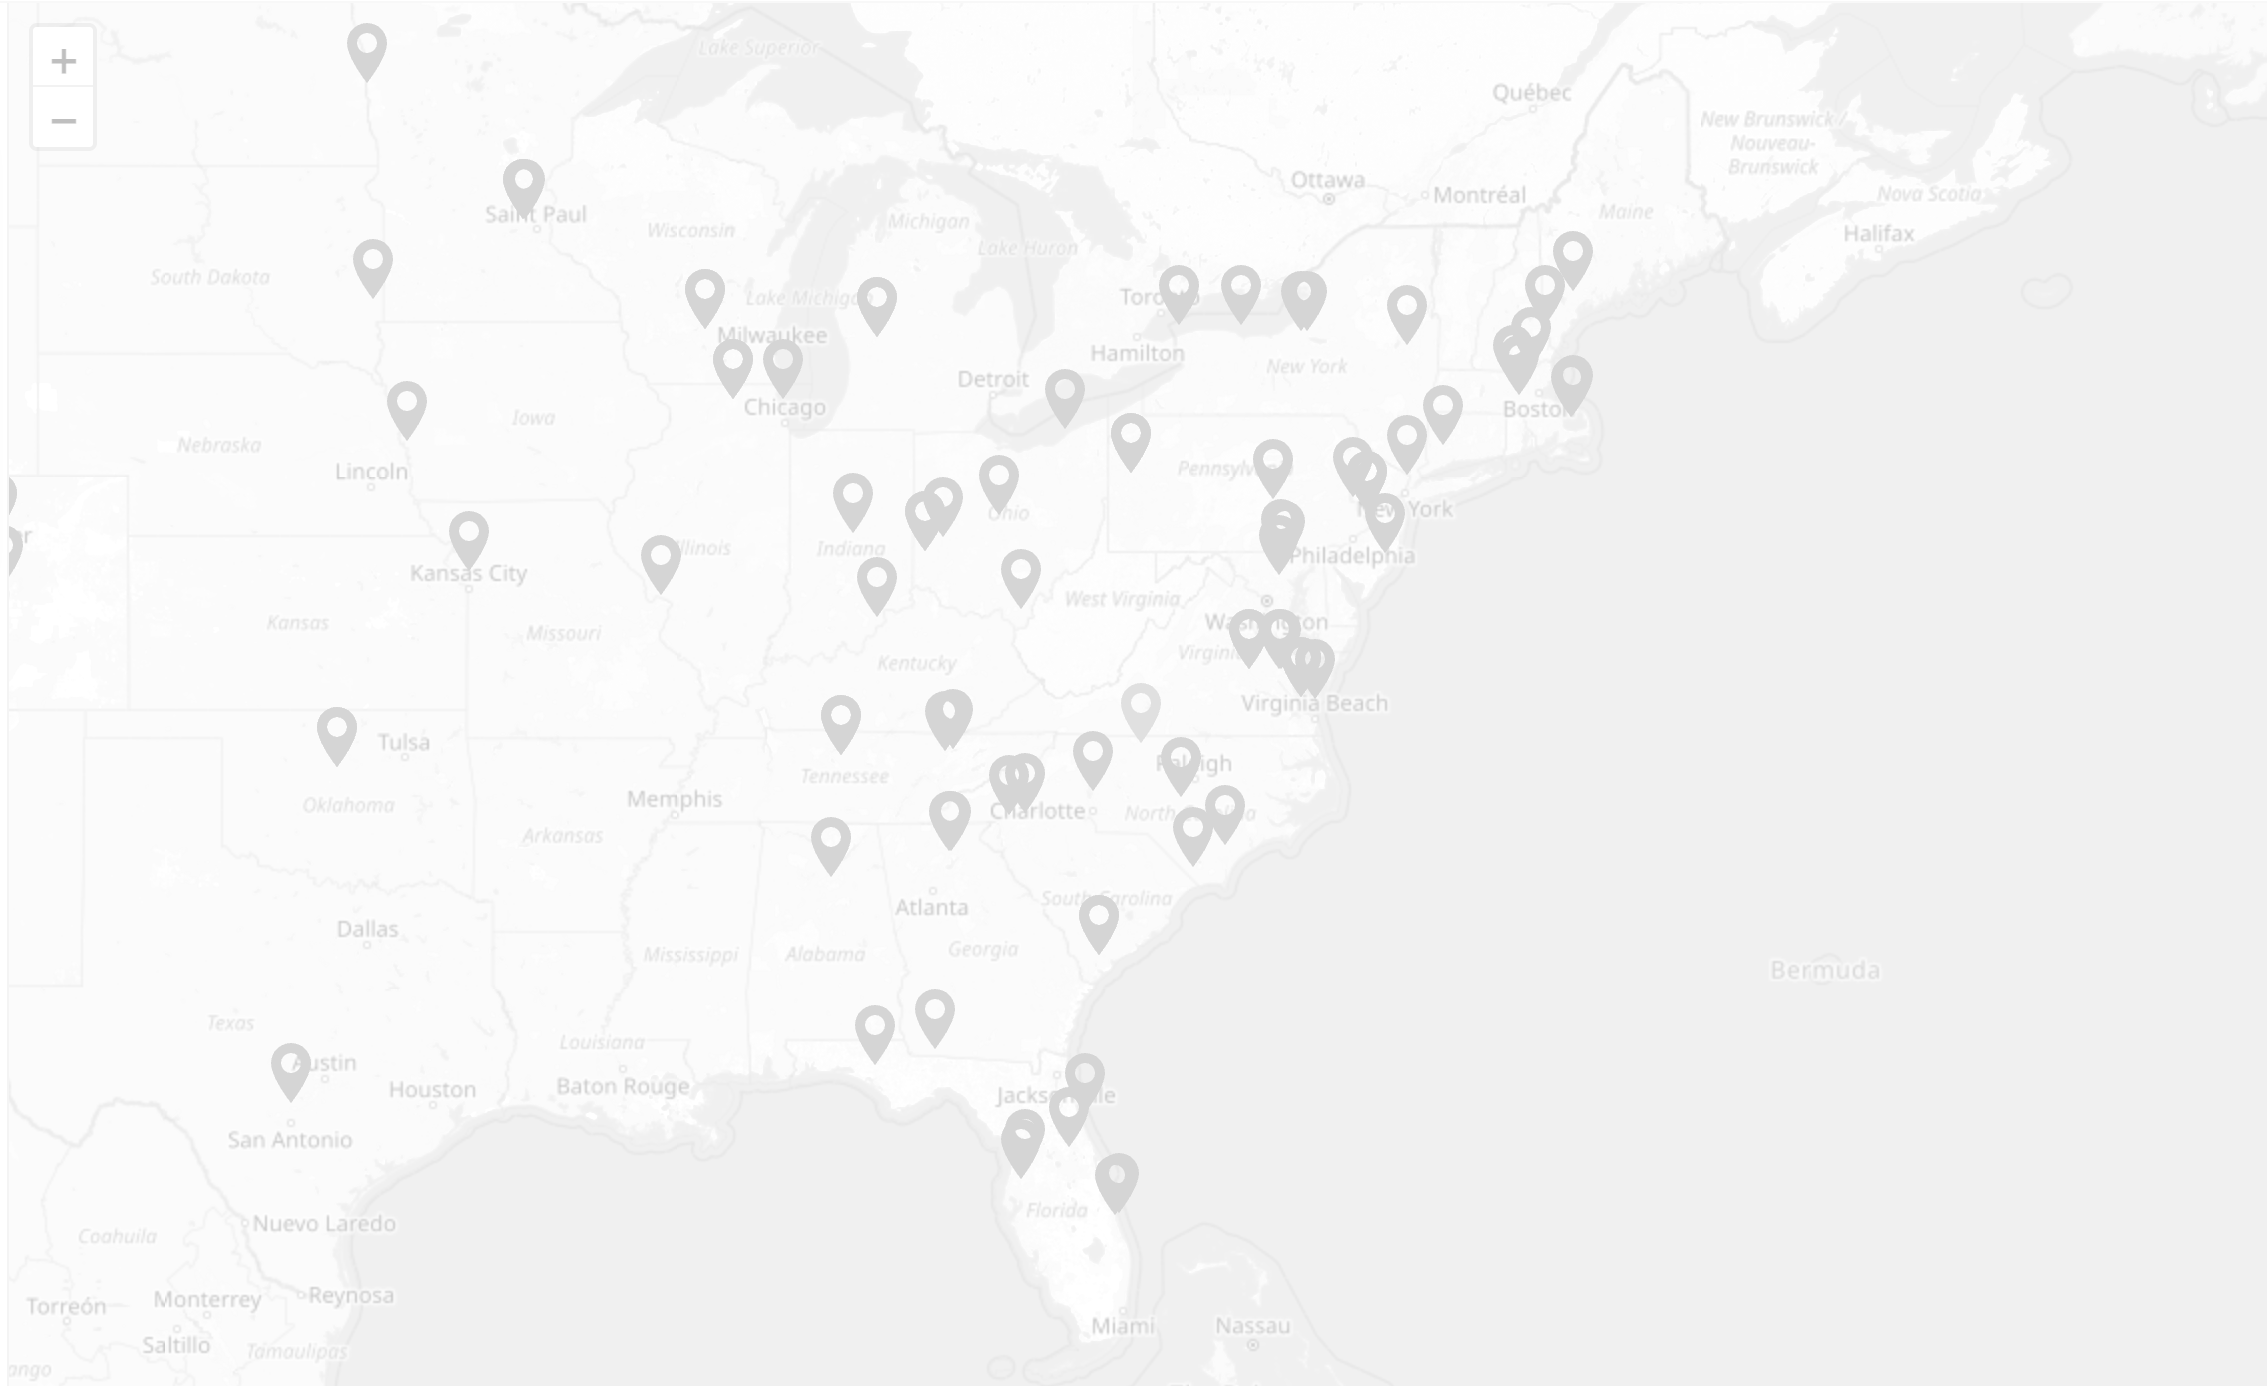 +
Lake Superior
Québec
−
New Brunswick /
Nouveau-
Brunswick
Ottawa
Montréal
Nova Scotia
Saint Paul
Wisconsin
Michigan
Maine
Halifax
Lake Huron
South Dakota
Lake Michigan
Toronto
Milwaukee
Hamilton
New York
Detroit
Chicago
Boston
Iowa
Nebraska
Lincoln
Pennsylvania
Ohio
New York
er
Illinois
Indiana
Philadelphia
Kansas City
West Virginia
Kansas
Missouri
Washington
Virginia
Kentucky
Virginia Beach
Tulsa
Raleigh
Tennessee
Oklahoma
Memphis
Charlotte
North Carolina
Arkansas
South Carolina
Atlanta
Dallas
Georgia
Mississippi
Alabama
Bermuda
Texas
Louisiana
Austin
Houston
Baton Rouge
Jacksonville
San Antonio
Florida
Nuevo Laredo
Coahuila
Reynosa
Monterrey
Torreón
Miami
Nassau
Saltillo
Tamaulipas
ango